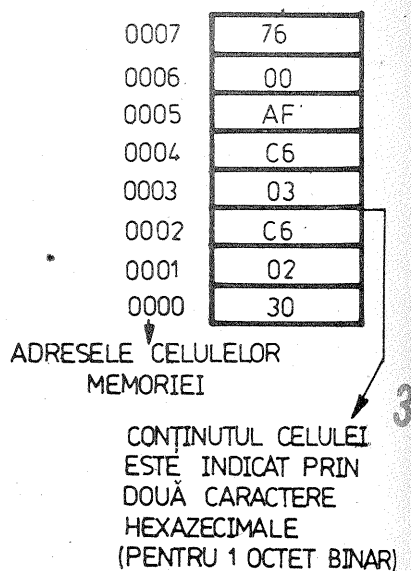 0007 76
0006 00
0005 AF
0004 C6
0003 03
0002 C6
0001 02
0000 30
ADRESELE CELULELOR
MEMORIEI
CONȚINUTUL CELULEI
ESTE INDICAT PRIN
DOUĂ CARACTERE
HEXAZECIMALE
(PENTRU 1 OCTET BINAR)
3